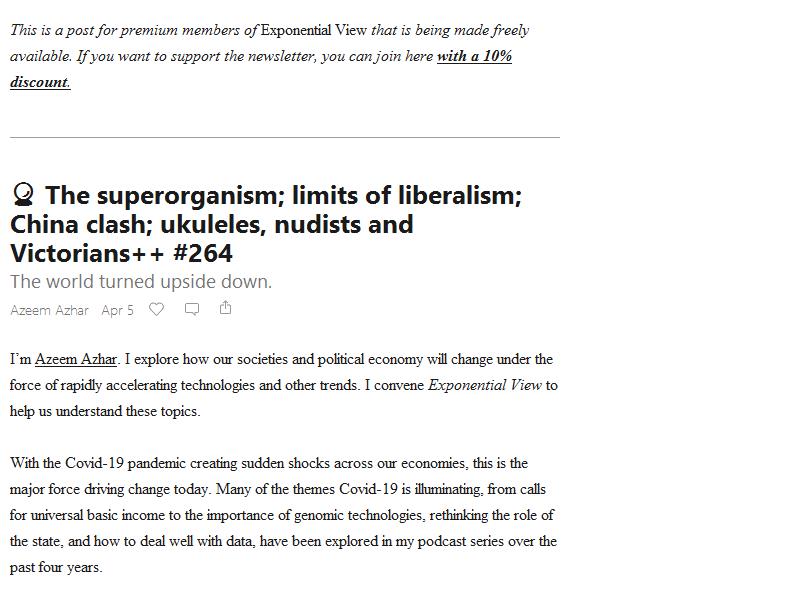 This is a post for premium members of Exponential View that is being made freely
available. If you want to support the newsletter, you can join here with a 10%
discount.
The superorganism; limits of liberalism;
China clash; ukuleles, nudists and
Victorians++ #264
The world turned upside down.
Azeem Azhar Apr 5
I’m Azeem Azhar. I explore how our societies and political economy will change under the
force of rapidly accelerating technologies and other trends. I convene Exponential View to
help us understand these topics.
With the Covid-19 pandemic creating sudden shocks across our economies, this is the
major force driving change today. Many of the themes Covid-19 is illuminating, from calls
for universal basic income to the importance of genomic technologies, rethinking the role of
the state, and how to deal well with data, have been explored in my podcast series over the
past four years.